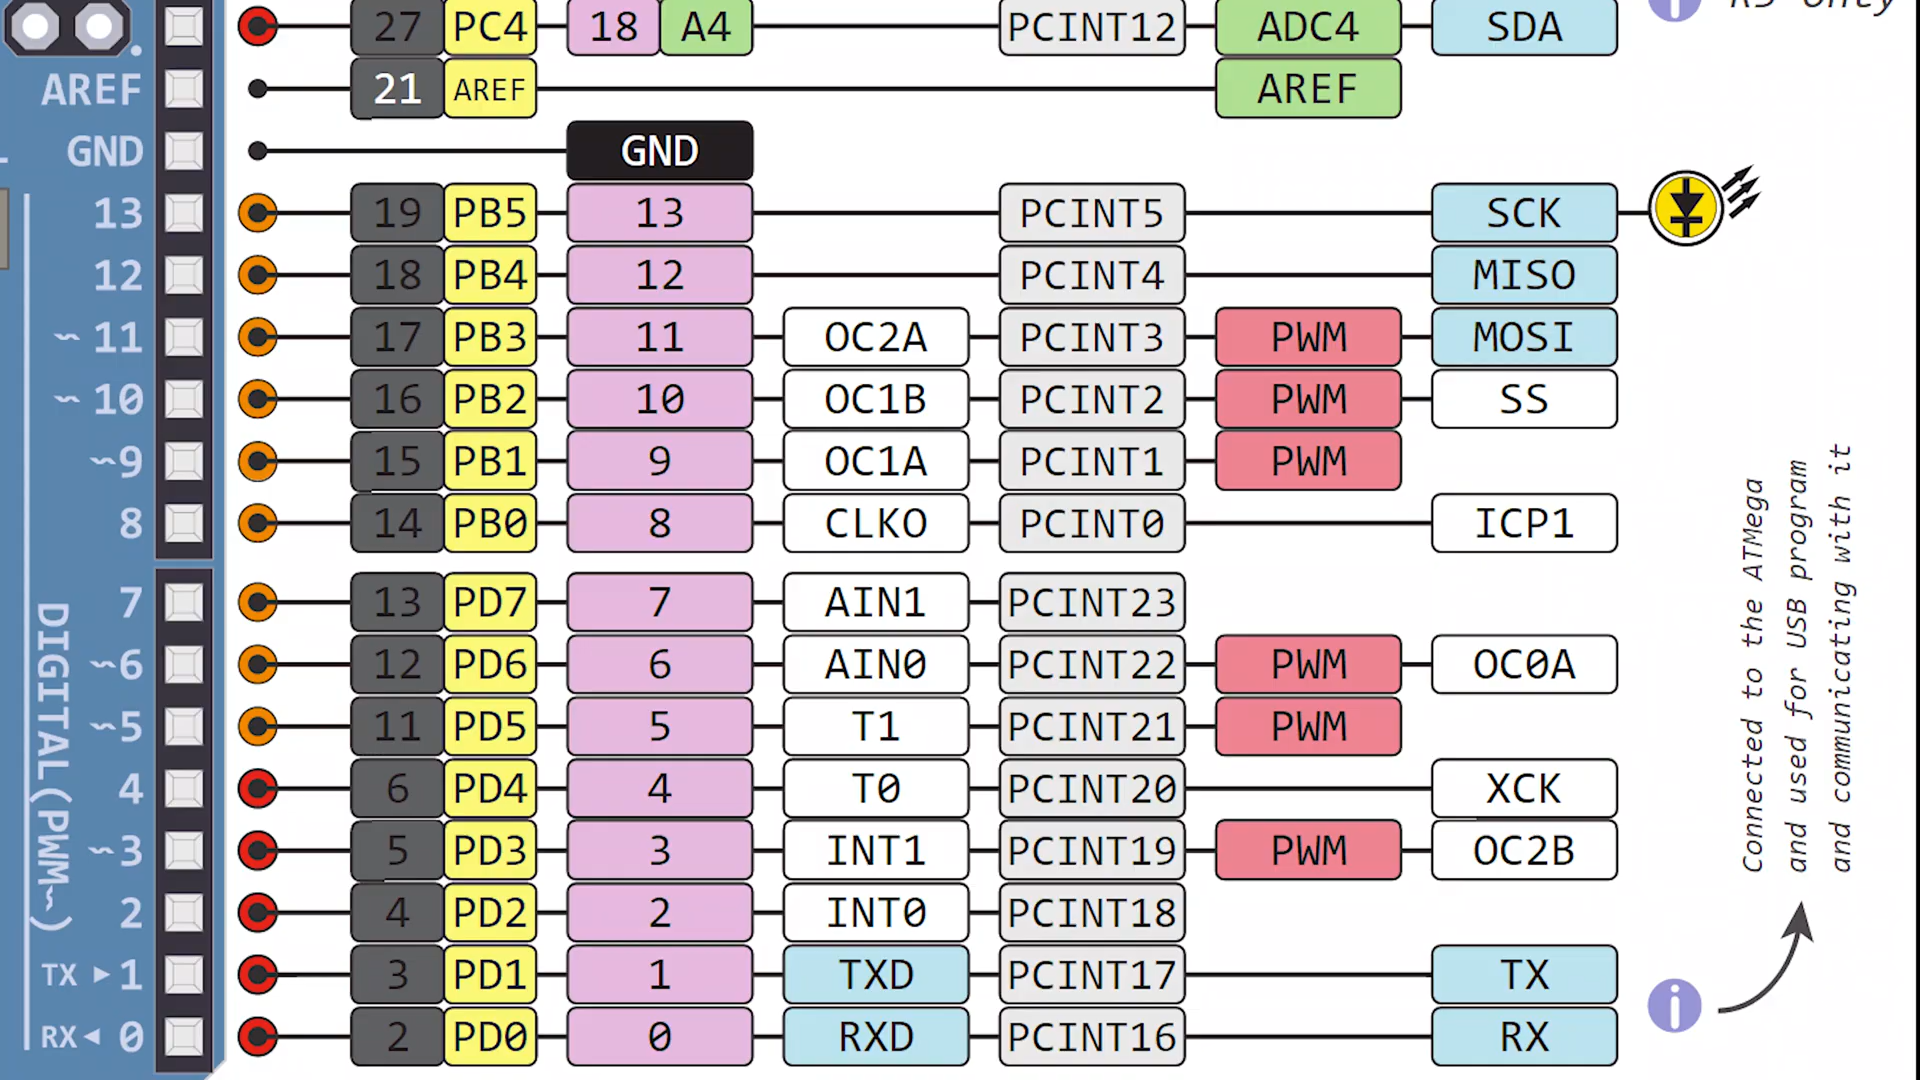 R3 Only
27 PC4 18 A4 PCINT12 ADC4 SDA
AREF 21 AREF AREF
GND GND
13 19 PB5 13 PCINT5 SCK
12 18 PB4 12 PCINT4 MISO
~ 11 17 PB3 11 OC2A PCINT3 PWM MOSI
~ 10 16 PB2 10 OC1B PCINT2 PWM SS
~9 15 PB1 9 OC1A PCINT1 PWM
8 14 PB0 8 CLKO PCINT0 ICP1
7 13 PD7 7 AIN1 PCINT23
~6 12 PD6 6 AIN0 PCINT22 PWM OC0A
~5 11 PD5 5 T1 PCINT21 PWM
4 6 PD4 4 T0 PCINT20 XCK
~3 5 PD3 3 INT1 PCINT19 PWM OC2B
2 4 PD2 2 INT0 PCINT18
TX ▸ 1 3 PD1 1 TXD PCINT17 TX
RX ◂ 0 2 PD0 0 RXD PCINT16 RX
DIGITAL(PWM~)
Connected to the ATMega
and used for USB program
and communicating with it
i